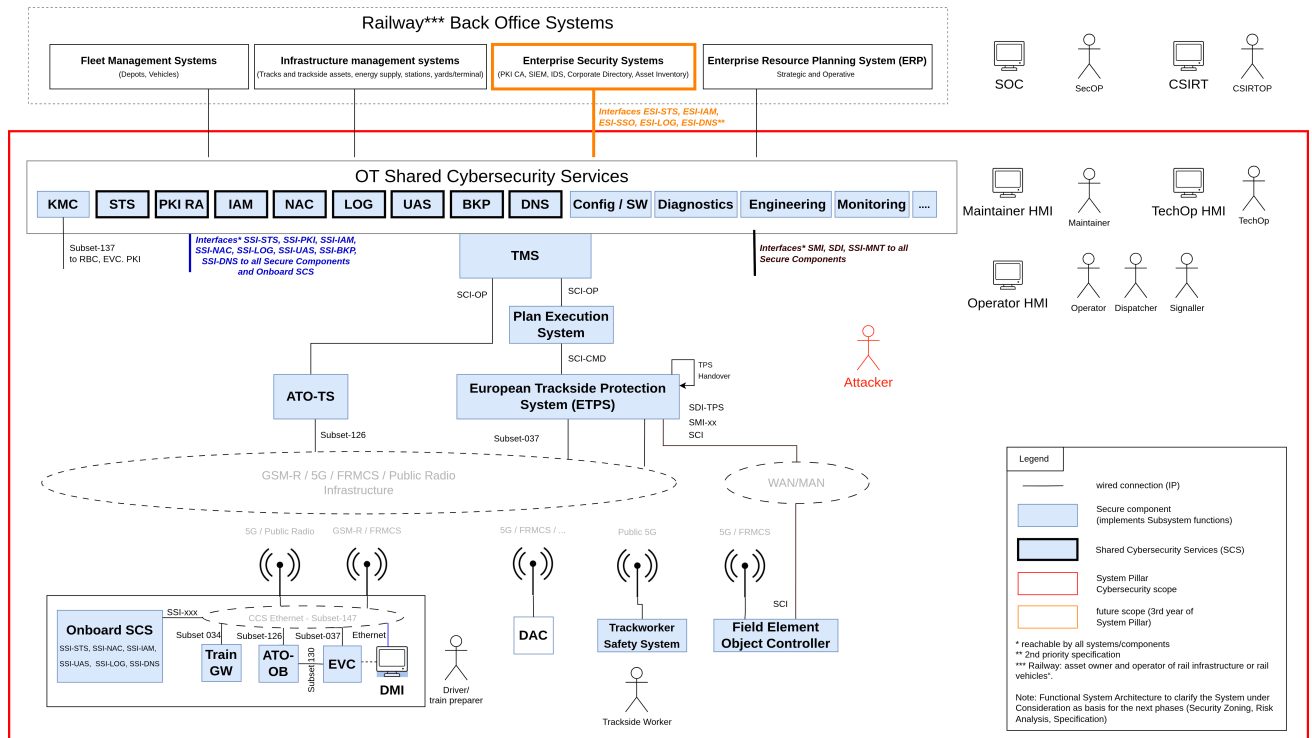 Railway*** Back Office Systems
Fleet Management Systems
(Depots, Vehicles)
Infrastructure management systems
(Tracks and trackside assets, energy supply, stations, yards/terminal)
Enterprise Security Systems
(PKI CA, SIEM, IDS, Corporate Directory, Asset Inventory)
Enterprise Resource Planning System (ERP)
Strategic and Operative
SOC
SecOP
CSIRT
CSIRTOP
Interfaces ESI-STS, ESI-IAM,
ESI-SSO, ESI-LOG, ESI-DNS**
OT Shared Cybersecurity Services
KMC
STS
PKI RA
IAM
NAC
LOG
UAS
BKP
DNS
Config / SW
Diagnostics
Engineering
Monitoring
....
Maintainer HMI
Maintainer
TechOp HMI
TechOp
Subset-137
to RBC, EVC. PKI
Interfaces* SSI-STS, SSI-PKI, SSI-IAM,
SSI-NAC, SSI-LOG, SSI-UAS, SSI-BKP,
SSI-DNS to all Secure Components
and Onboard SCS
TMS
Interfaces* SMI, SDI, SSI-MNT to all
Secure Components
Operator HMI
Operator
Dispatcher
Signaller
SCI-OP
SCI-OP
Plan Execution
System
SCI-CMD
Attacker
ATO-TS
European Trackside Protection
System (ETPS)
TPS
Handover
SDI-TPS
SMI-xx
SCI
Subset-126
Subset-037
GSM-R / 5G / FRMCS / Public Radio
Infrastructure
WAN/MAN
5G / Public Radio
GSM-R / FRMCS
5G / FRMCS / ...
Public 5G
5G / FRMCS
SCI
Onboard SCS
SSI-STS, SSI-NAC, SSI-IAM,
SSI-UAS, SSI-LOG, SSI-DNS
SSI-xxx
CCS Ethernet - Subset-147
Subset 034
Subset-126
Subset-037
Ethernet
Train
GW
ATO-
OB
Subset 130
EVC
DMI
Driver/
train preparer
DAC
Trackworker
Safety System
Trackside Worker
Field Element
Object Controller
Legend
wired connection (IP)
Secure component
(implements Subsystem functions)
Shared Cybersecurity Services (SCS)
System Pillar
Cybersecurity scope
future scope (3rd year of
System Pillar)
* reachable by all systems/components
** 2nd priority specification
*** Railway: asset owner and operator of rail infrastructure or rail
vehicles“.
Note: Functional System Architecture to clarify the System under
Consideration as basis for the next phases (Security Zoning, Risk
Analysis, Specification)